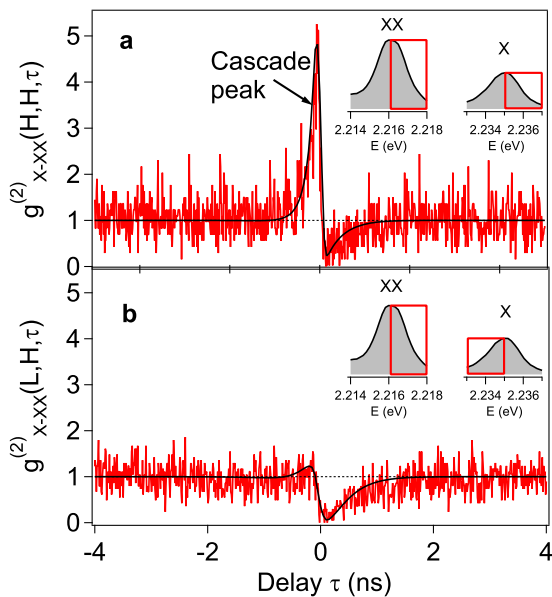 a
g(2)X-XX(H,H,τ)
5
4
3
2
1
0
Cascade
peak
XX
2.214
2.216
2.218
E (eV)
X
2.234
2.236
E (eV)
b
g(2)X-XX(L,H,τ)
5
4
3
2
1
0
XX
2.214
2.216
2.218
E (eV)
X
2.234
2.236
E (eV)
-4
-2
0
2
4
Delay τ (ns)